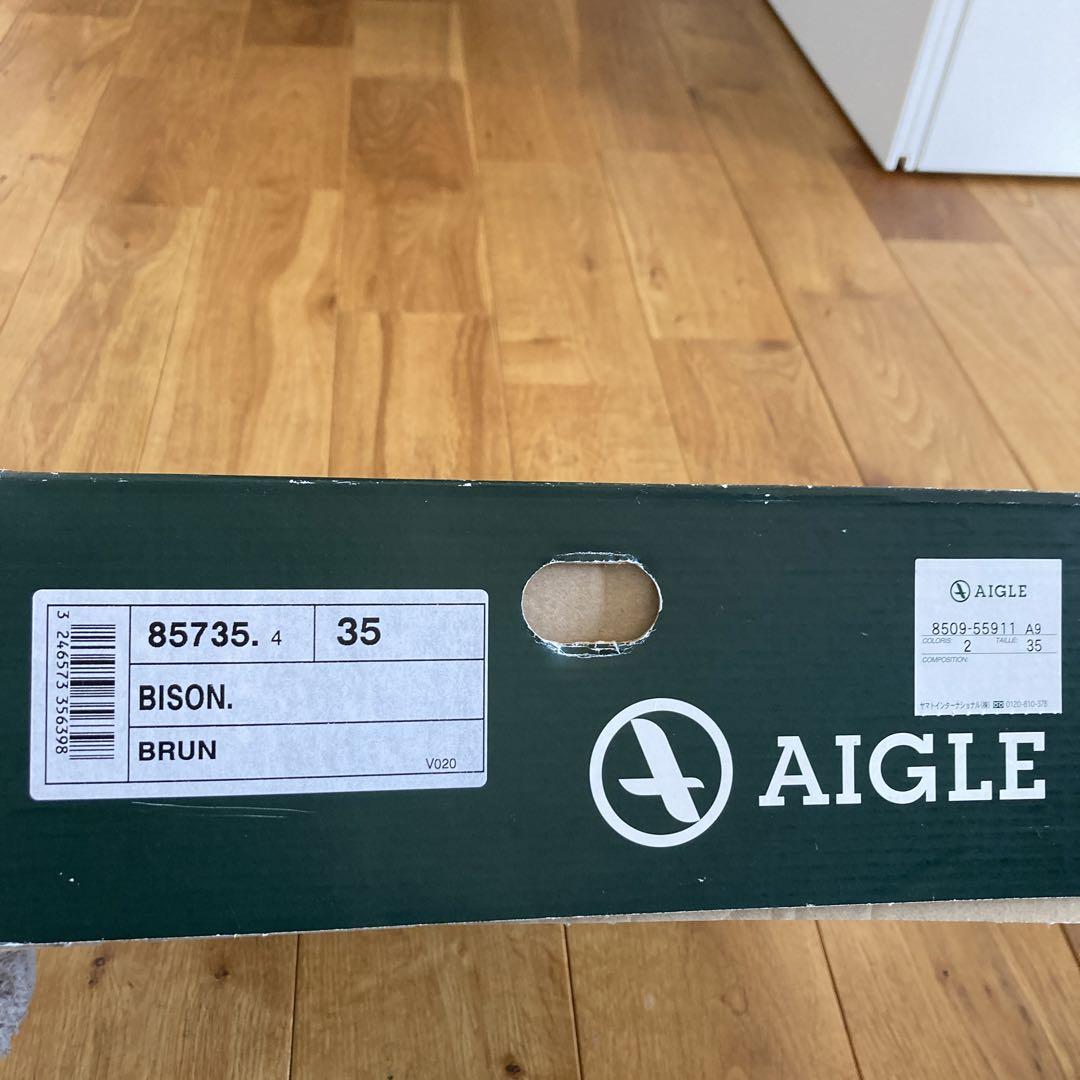 3 246573 356398
85735. 4
35
BISON.
BRUN
V020
AIGLE
8509-55911 A9
COLORIS: 2 TAILLE: 35
COMPOSITION:
ヤマトインターナショナル(株) 0120-810-378
AIGLE